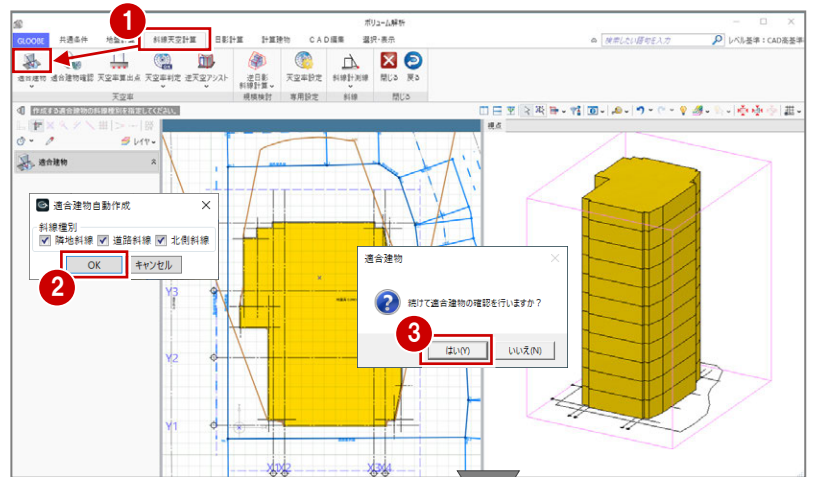 ボリューム解析
GLOOBE 共通条件 斜線天空計算 日影計算 計算建物 CAD編集 選択・表示
検索したい語句を入力
レベル基準：CAD高基準
1
適合建物 適合建物確認 天空率算出点 天空率判定 逆天空アシスト 逆日影斜線計算 天空率設定 斜線計測線 閉じる 戻る
天空率 規模検討 専用設定 斜線 閉じる
作成する適合建物の斜線種別を指定してください。
レイヤー
視点
適合建物
適合建物自動作成
斜線種別
隣地斜線 道路斜線 北側斜線
OK キャンセル
2
適合建物
続けて適合建物の確認を行いますか？
3
はい(Y) いいえ(N)
Y3
Y2
Y1
X1 X2 X3 X4